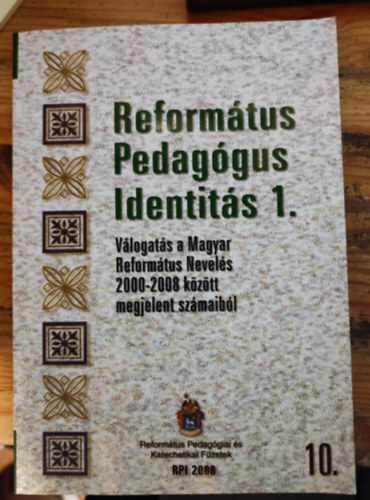 Református
Pedagógus
Identitás 1.
Válogatás a Magyar
Református Nevelés
2000-2008 között
megjelent számaiból
Református Pedagógiai és
Katechetikai Füzetek
RPI 2008
10.